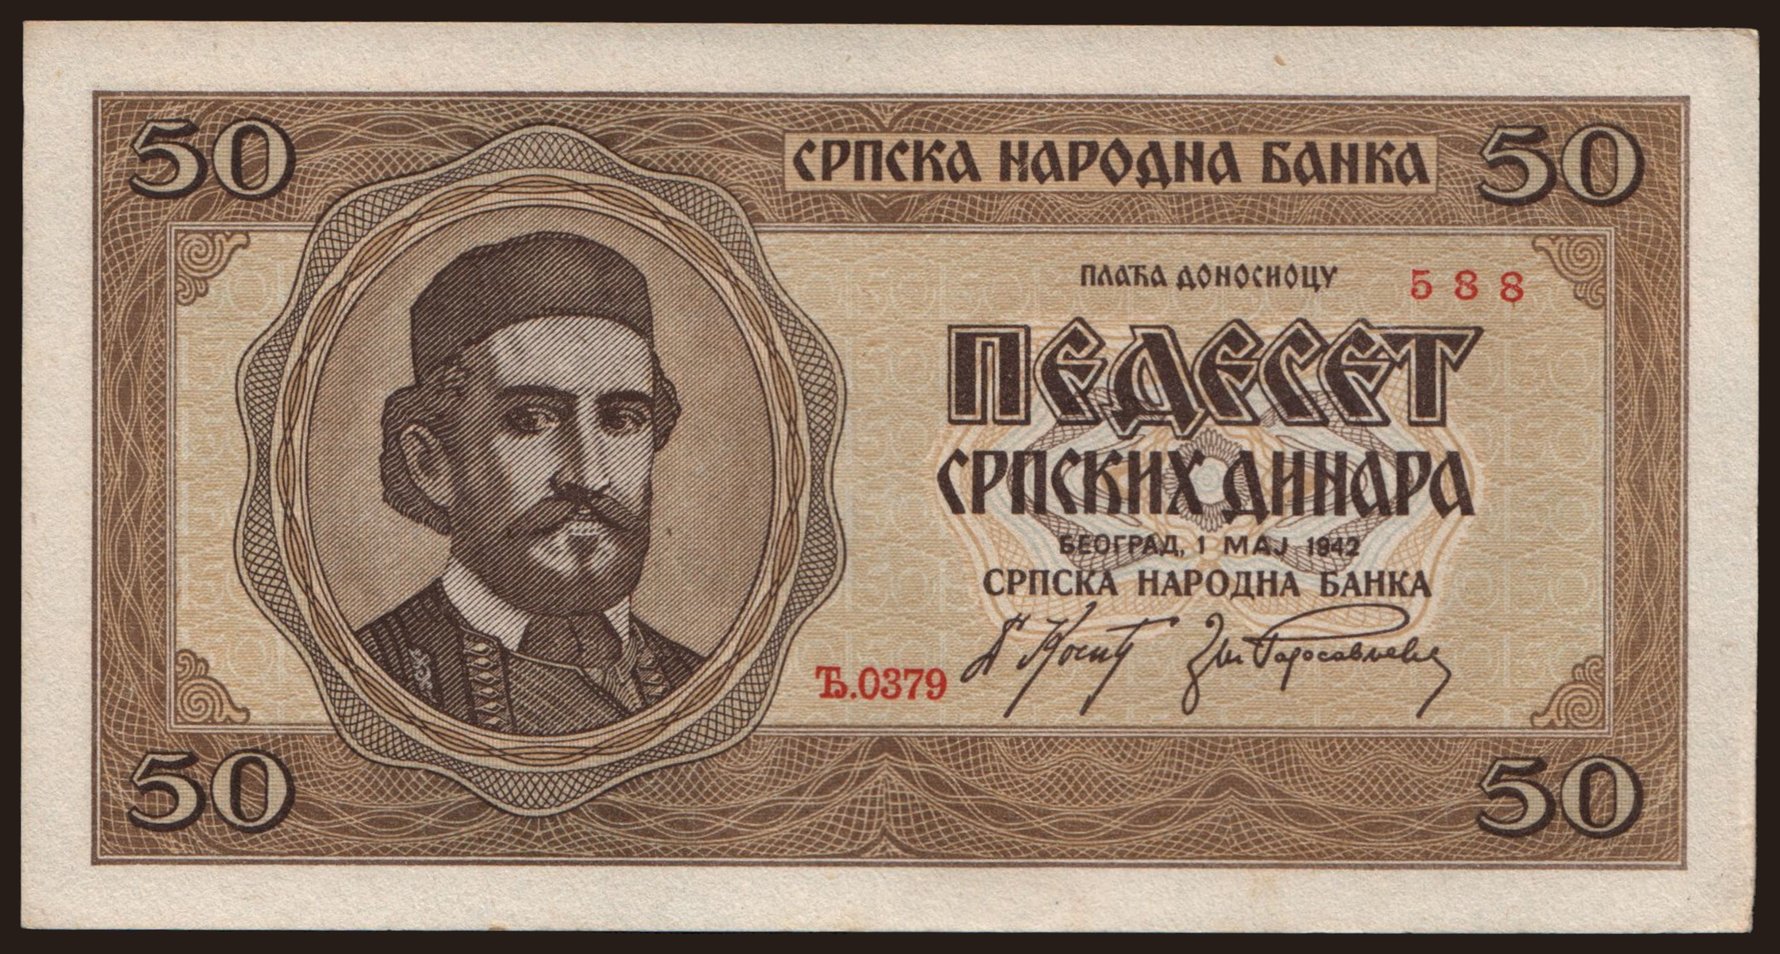 50
СРПСКА НАРОДНА БАНКА
50
ПЛАЋА ДОНОСИОЦУ
588
ПЕДЕСЕТ
СРПСКИХ ДИНАРА
БЕОГРАД, 1 МАЈ 1942
СРПСКА НАРОДНА БАНКА
Ђ.0379
50
50